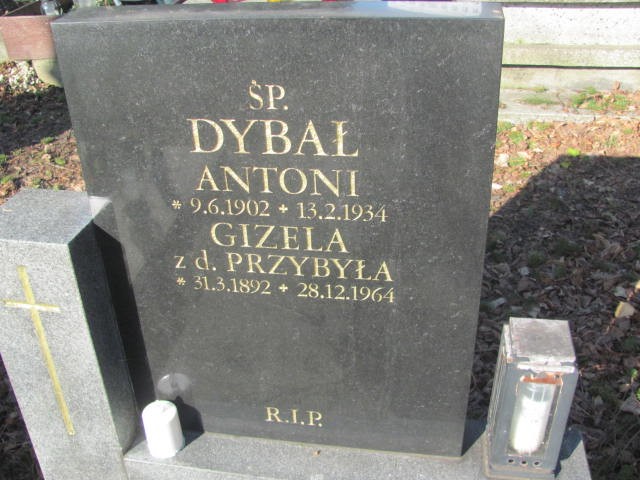 ŚP.
DYBAŁ
ANTONI
* 9.6.1902 + 13.2.1934
GIZELA
z d. PRZYBYŁA
* 31.3.1892 + 28.12.1964
R.I.P.